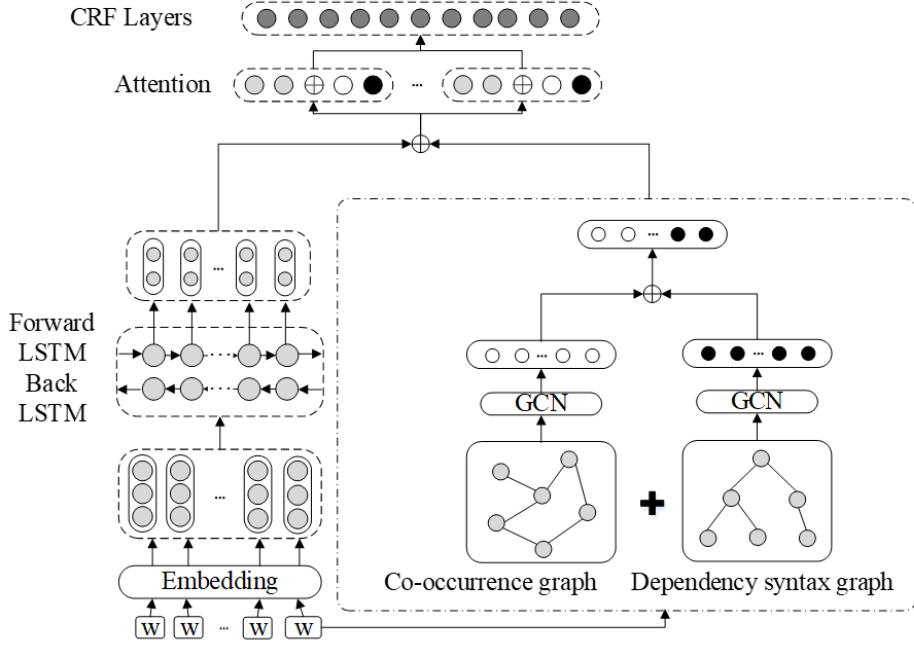 CRF Layers
Attention
...
...
...
Forward
LSTM
Back
LSTM
...
...
GCN
GCN
...
Embedding
Co-occurrence graph
Dependency syntax graph
w w ... w w